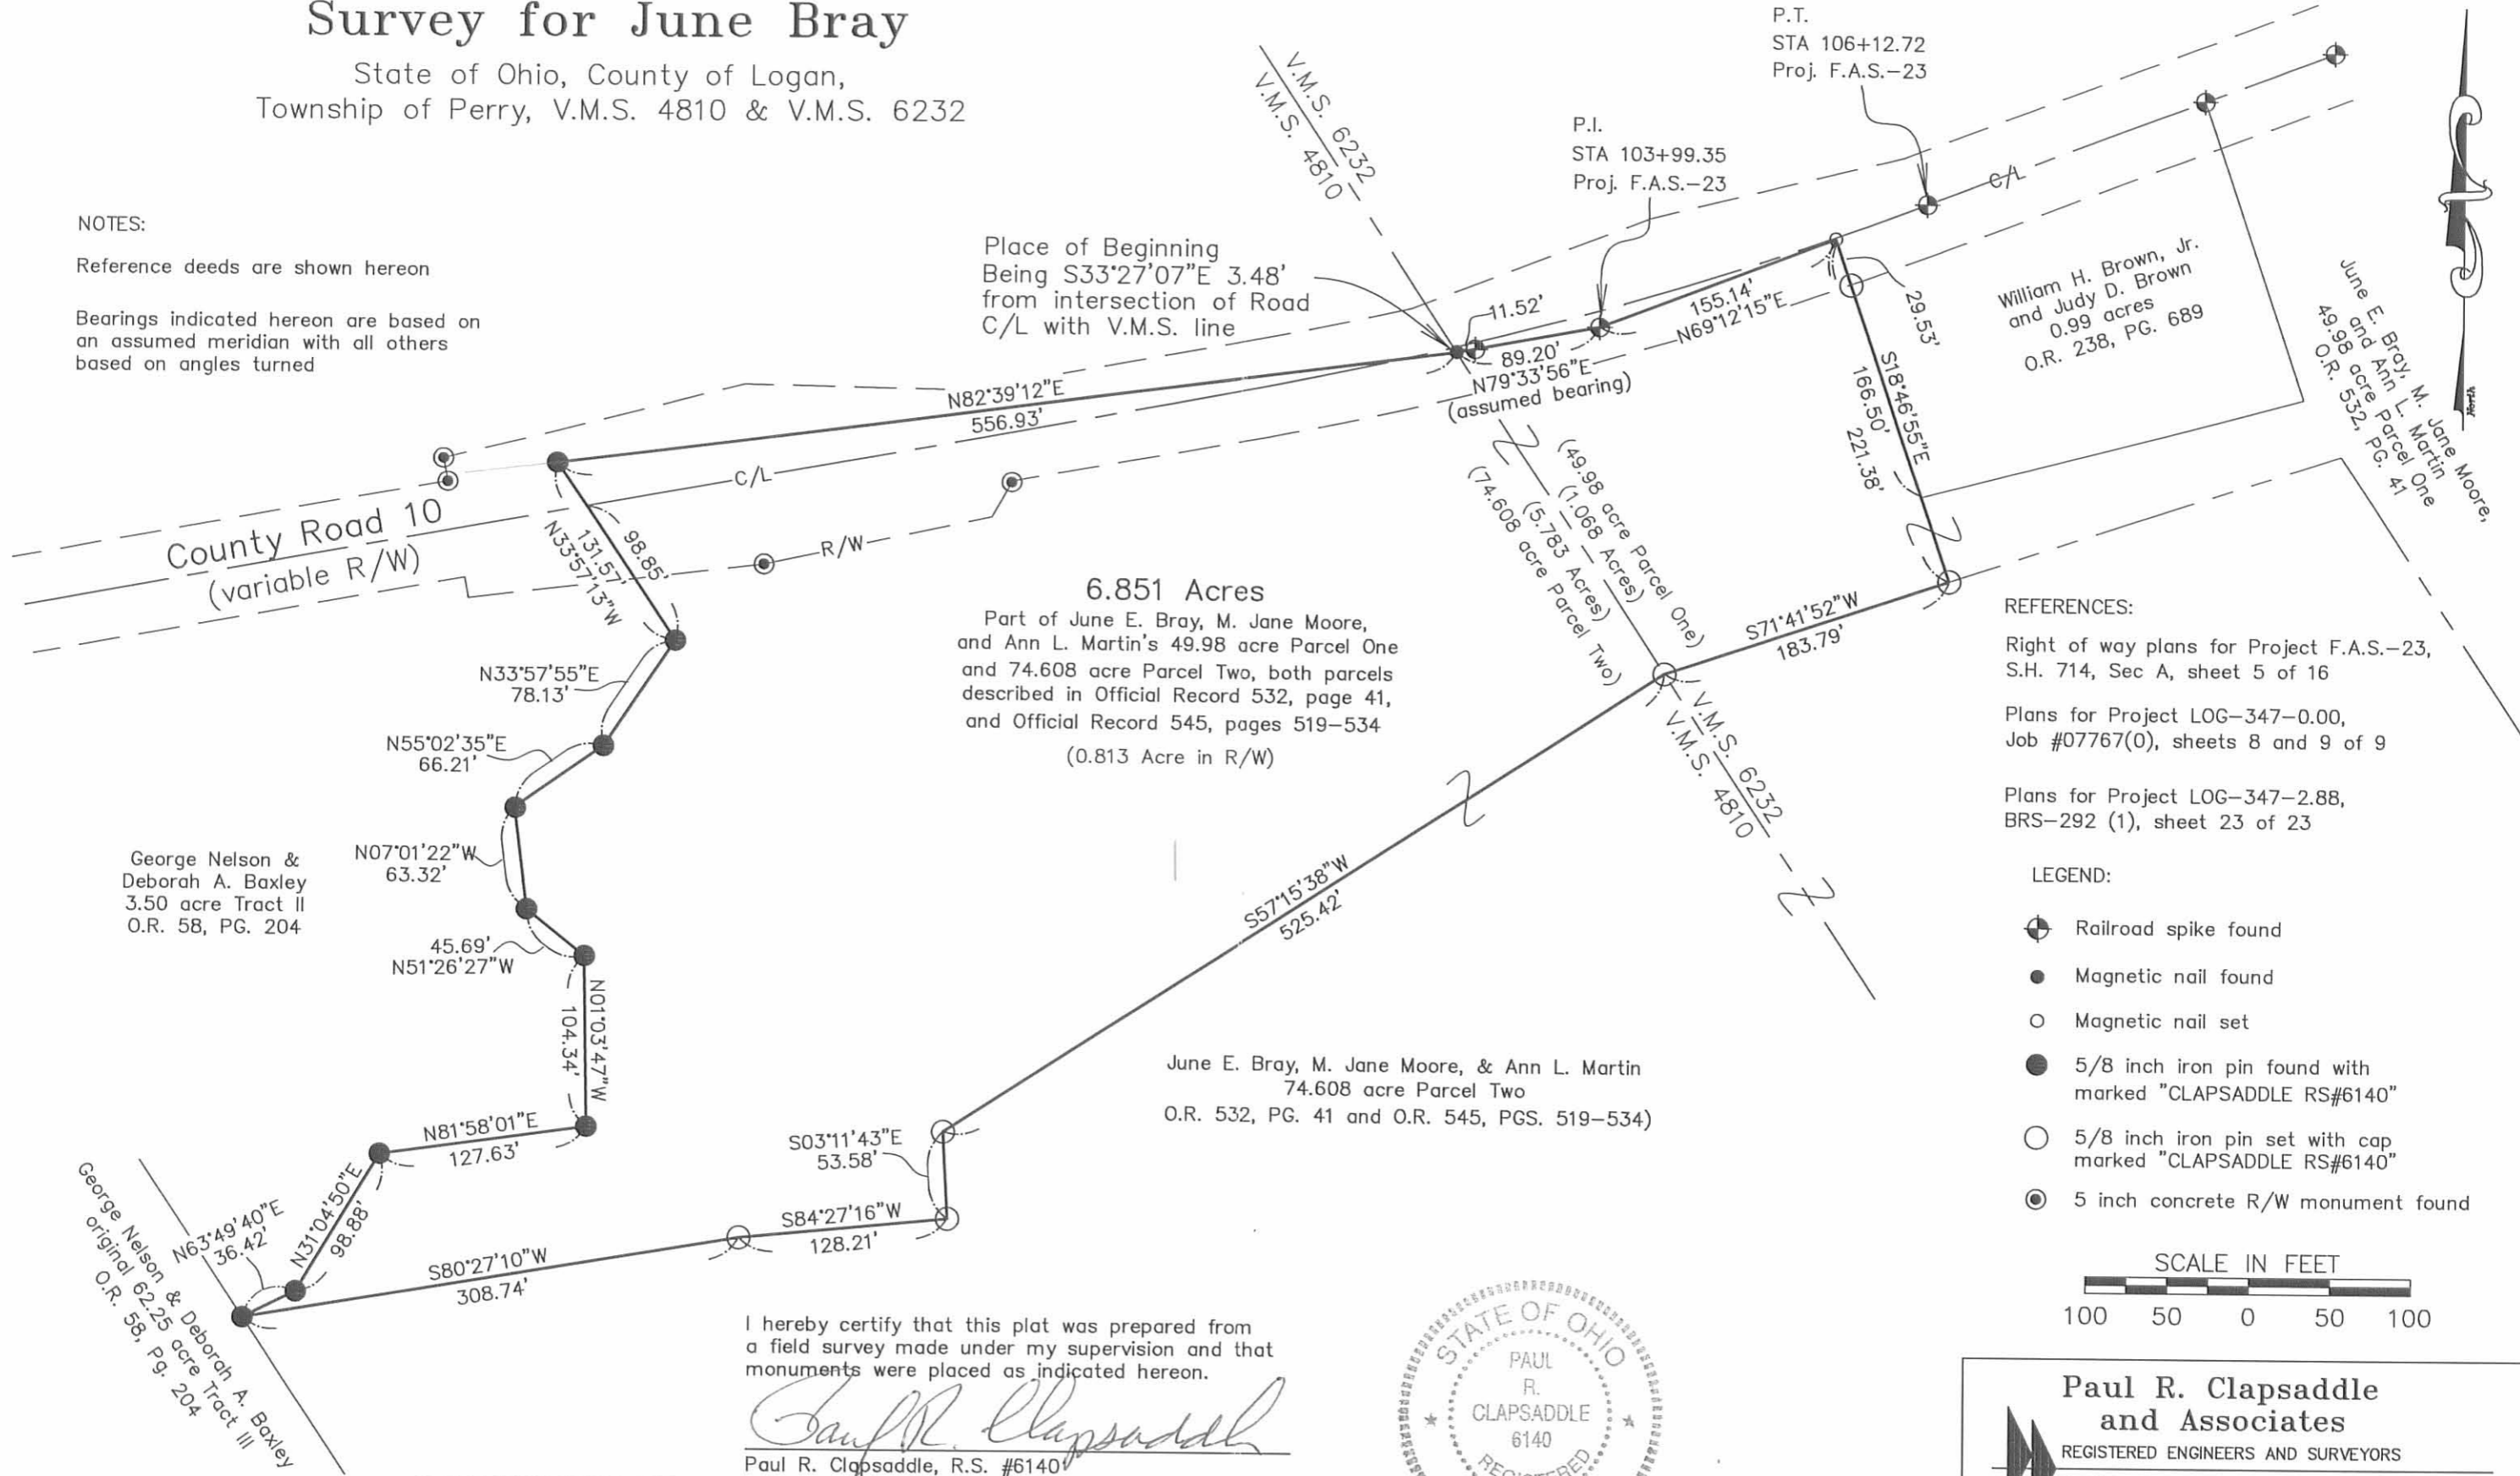 Survey for June Bray
State of Ohio, County of Logan,
Township of Perry, V.M.S. 4810 & V.M.S. 6232
NOTES:
Reference deeds are shown hereon
Bearings indicated hereon are based on
an assumed meridian with all others
based on angles turned
V.M.S. 6232
V.M.S. 4810
P.T.
STA 106+12.72
Proj. F.A.S.-23
P.I.
STA 103+99.35
Proj. F.A.S.-23
Place of Beginning
Being S33°27'07"E 3.48'
from intersection of Road
C/L with V.M.S. line
11.52'
89.20'
N79°33'56"E
(assumed bearing)
155.14'
N69°12'15"E
C/L
29.53'
S18°46'55"E
166.50'
221.38'
William H. Brown, Jr.
and Judy D. Brown
0.99 acres
O.R. 238, PG. 689
June E. Bray, M. Jane Moore,
and Ann L. Martin
49.98 acre Parcel One
O.R. 532, PG. 41
North
N82°39'12"E
556.93'
C/L
R/W
County Road 10
(variable R/W)
98.85'
131.57'
N33°57'13"W
N33°57'55"E
78.13'
N55°02'35"E
66.21'
N07°01'22"W
63.32'
45.69'
N51°26'27"W
N01°03'47"W
104.34'
N81°58'01"E
127.63'
N31°04'50"E
98.88'
N63°49'40"E
36.42'
George Nelson &
Deborah A. Baxley
3.50 acre Tract II
O.R. 58, PG. 204
George Nelson & Deborah A. Baxley
original 62.25 acre Tract III
O.R. 58, Pg. 204
S80°27'10"W
308.74'
S84°27'16"W
128.21'
S03°11'43"E
53.58'
S57°15'38"W
525.42'
S71°41'52"W
183.79'
(49.98 acre Parcel One)
(1.068 Acres)
(5.783 Acres)
(74.608 acre Parcel Two)
V.M.S. 6232
V.M.S. 4810
6.851 Acres
Part of June E. Bray, M. Jane Moore,
and Ann L. Martin's 49.98 acre Parcel One
and 74.608 acre Parcel Two, both parcels
described in Official Record 532, page 41,
and Official Record 545, pages 519-534
(0.813 Acre in R/W)
June E. Bray, M. Jane Moore, & Ann L. Martin
74.608 acre Parcel Two
O.R. 532, PG. 41 and O.R. 545, PGS. 519-534)
REFERENCES:
Right of way plans for Project F.A.S.-23,
S.H. 714, Sec A, sheet 5 of 16
Plans for Project LOG-347-0.00,
Job #07767(0), sheets 8 and 9 of 9
Plans for Project LOG-347-2.88,
BRS-292 (1), sheet 23 of 23
LEGEND:
Railroad spike found
Magnetic nail found
Magnetic nail set
5/8 inch iron pin found with
marked "CLAPSADDLE RS#6140"
5/8 inch iron pin set with cap
marked "CLAPSADDLE RS#6140"
5 inch concrete R/W monument found
SCALE IN FEET
100 50 0 50 100
I hereby certify that this plat was prepared from
a field survey made under my supervision and that
monuments were placed as indicated hereon.
Paul R. Clapsaddle
Paul R. Clapsaddle, R.S. #6140
STATE OF OHIO
PAUL
R.
CLAPSADDLE
6140
REGISTERED
Paul R. Clapsaddle
and Associates
REGISTERED ENGINEERS AND SURVEYORS